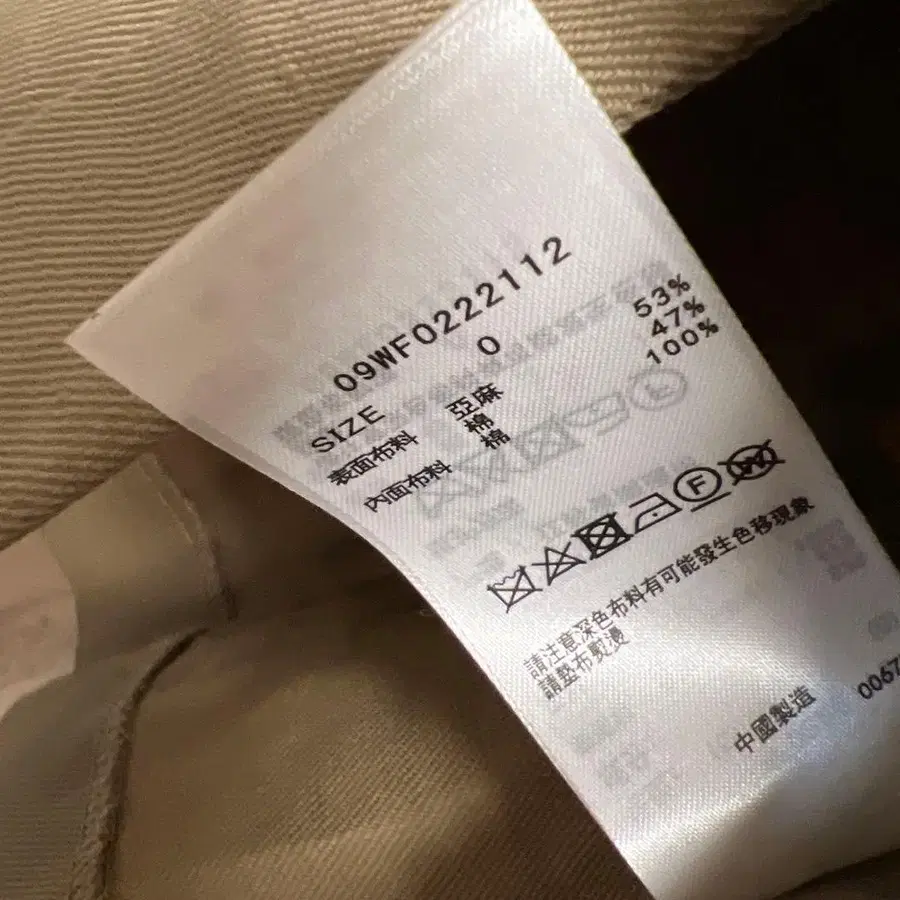 09WF0222112
SIZE 0
表面布料 亞麻 53%
棉 47%
內面布料 棉 100%
F W
請注意深色布料有可能發生色移現象
請墊布熨燙
中國製造 0067